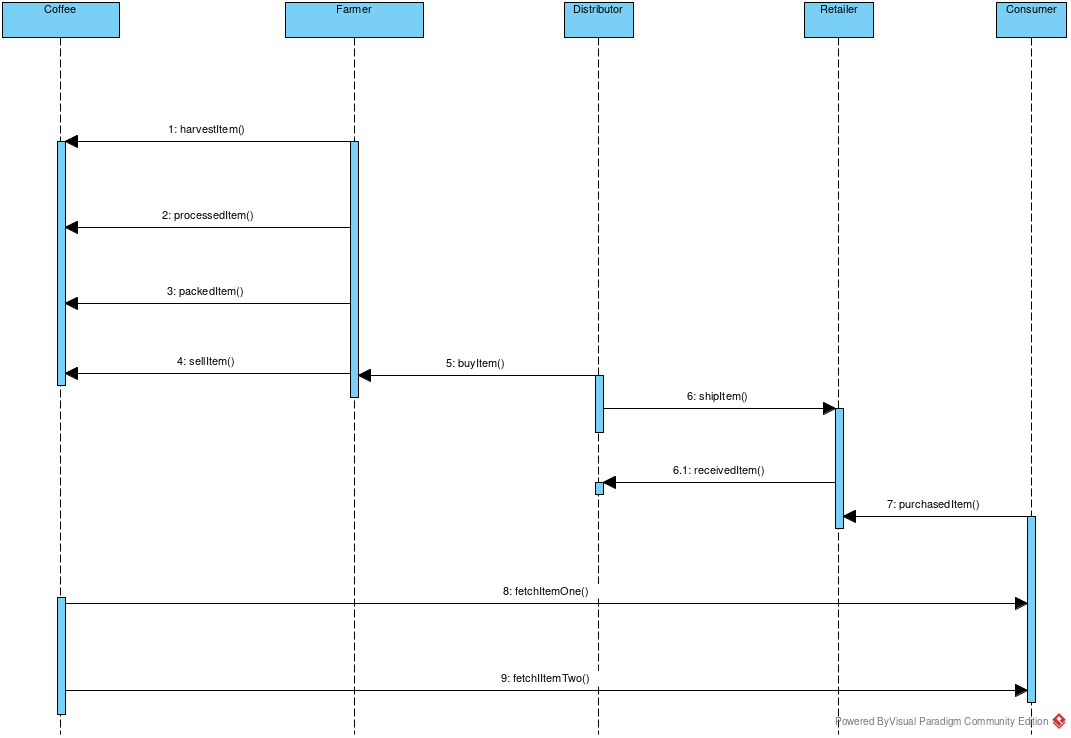 Coffee
Farmer
Distributor
Retailer
Consumer
1: harvestItem()
2: processedItem()
3: packedItem()
4: sellItem()
5: buyItem()
6: shipItem()
6.1: receivedItem()
7: purchasedItem()
8: fetchItemOne()
9: fetchIItemTwo()
Powered ByVisual Paradigm Community Edition